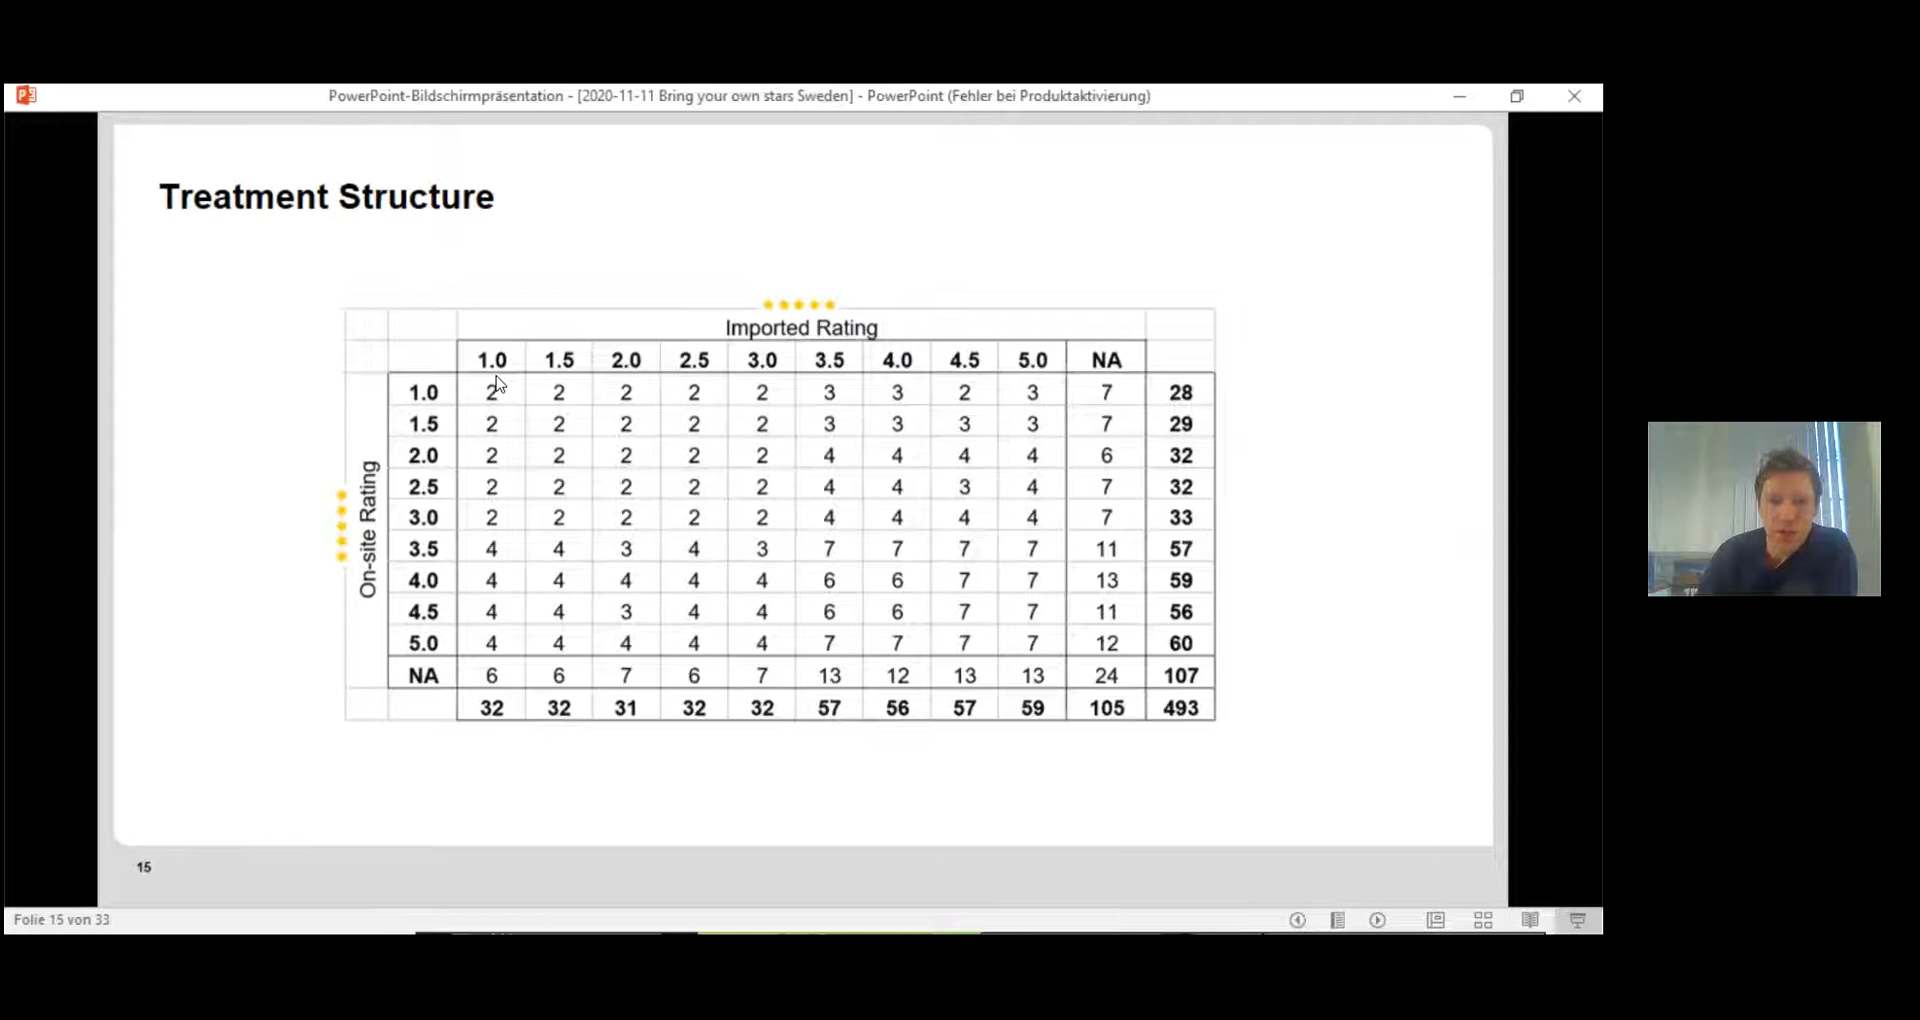 PowerPoint-Bildschirmpräsentation - [2020-11-11 Bring your own stars Sweden] - PowerPoint (Fehler bei Produktaktivierung)
Treatment Structure
Imported Rating
1.0 1.5 2.0 2.5 3.0 3.5 4.0 4.5 5.0 NA
On-site Rating
1.0 2 2 2 2 2 3 3 2 3 7 28
1.5 2 2 2 2 2 3 3 3 3 7 29
2.0 2 2 2 2 2 4 4 4 4 6 32
2.5 2 2 2 2 2 4 4 3 4 7 32
3.0 2 2 2 2 2 4 4 4 4 7 33
3.5 4 4 3 4 3 7 7 7 7 11 57
4.0 4 4 4 4 4 6 6 7 7 13 59
4.5 4 4 3 4 4 6 6 7 7 11 56
5.0 4 4 4 4 4 7 7 7 7 12 60
NA 6 6 7 6 7 13 12 13 13 24 107
32 32 31 32 32 57 56 57 59 105 493
15
Folie 15 von 33